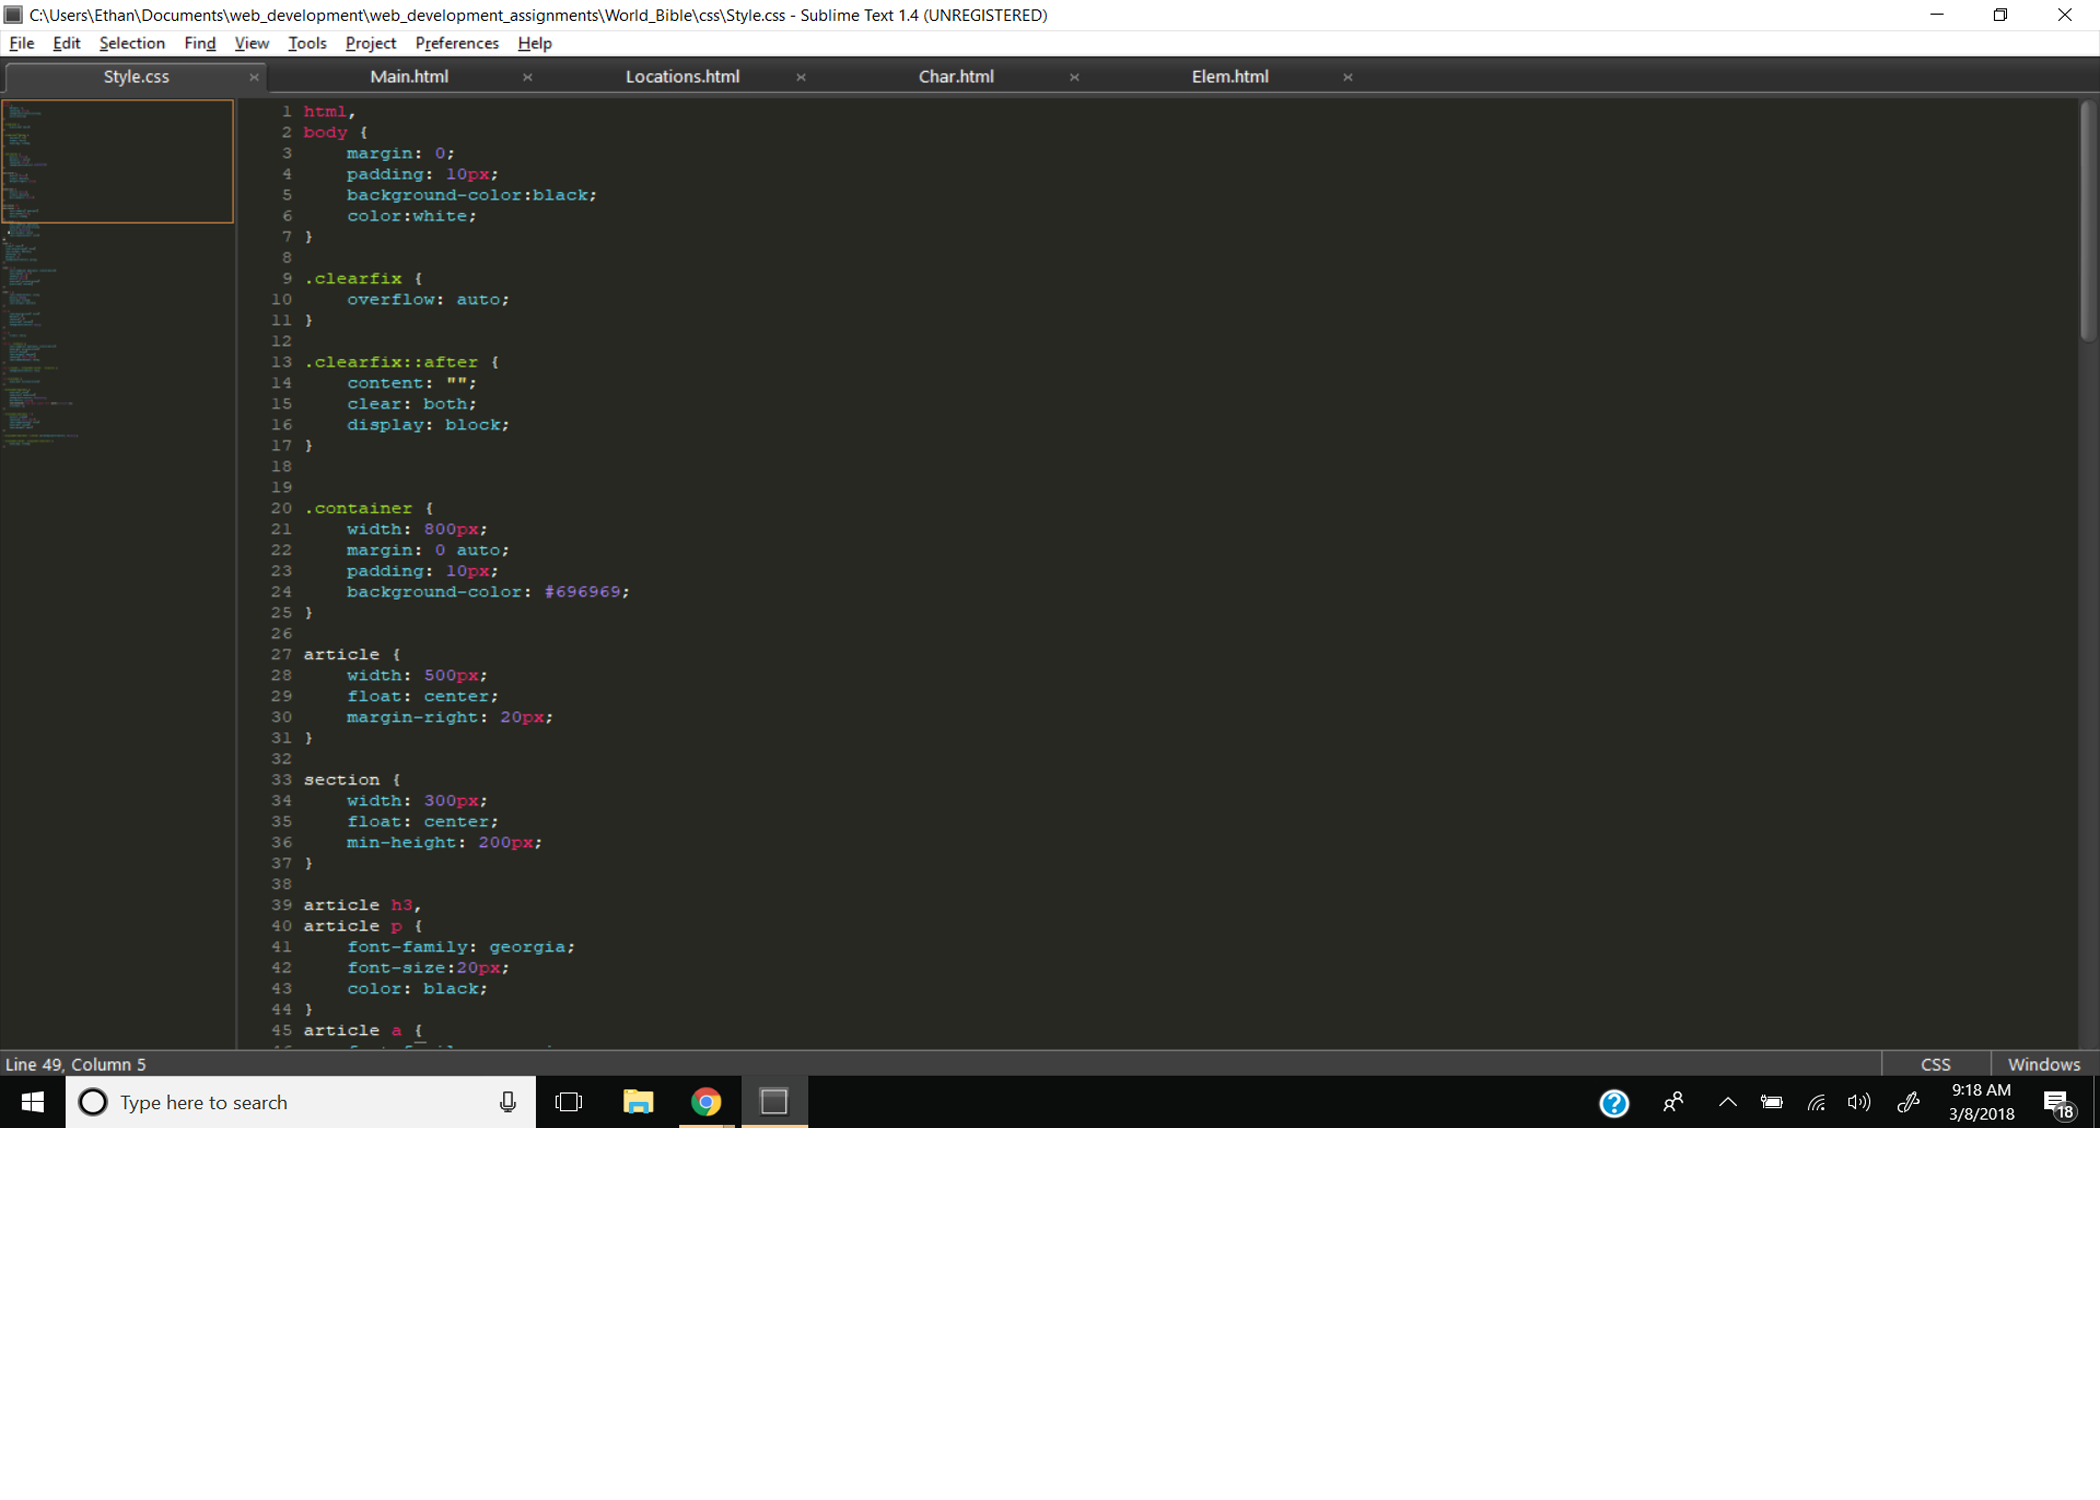 C:\Users\Ethan\Documents\web_development\web_development_assignments\World_Bible\css\Style.css - Sublime Text 1.4 (UNREGISTERED)
File Edit Selection Find View Tools Project Preferences Help
Style.css × Main.html × Locations.html × Char.html × Elem.html ×
1 html,
2 body {
3     margin: 0;
4     padding: 10px;
5     background-color:black;
6     color:white;
7 }
8
9 .clearfix {
10     overflow: auto;
11 }
12
13 .clearfix::after {
14     content: "";
15     clear: both;
16     display: block;
17 }
18
19
20 .container {
21     width: 800px;
22     margin: 0 auto;
23     padding: 10px;
24     background-color: #696969;
25 }
26
27 article {
28     width: 500px;
29     float: center;
30     margin-right: 20px;
31 }
32
33 section {
34     width: 300px;
35     float: center;
36     min-height: 200px;
37 }
38
39 article h3,
40 article p {
41     font-family: georgia;
42     font-size:20px;
43     color: black;
44 }
45 article a {
Line 49, Column 5 CSS Windows
Type here to search 9:18 AM
3/8/2018 18